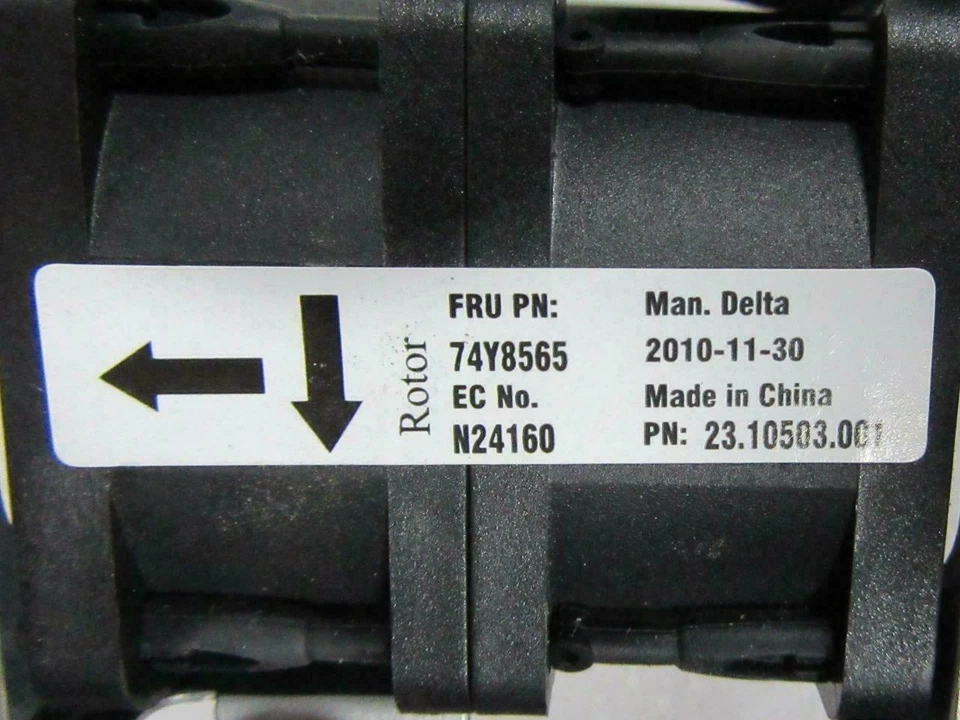 Rotor
FRU PN:
74Y8565
EC No.
N24160
Man. Delta
2010-11-30
Made in China
PN: 23.10503.001